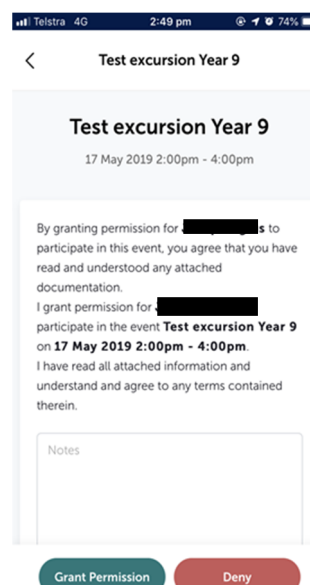 Telstra 4G 2:49 pm 74%
Test excursion Year 9
Test excursion Year 9
17 May 2019 2:00pm - 4:00pm
By granting permission for s to
participate in this event, you agree that you have
read and understood any attached
documentation.
I grant permission for
participate in the event Test excursion Year 9
on 17 May 2019 2:00pm - 4:00pm.
I have read all attached information and
understand and agree to any terms contained
therein.
Notes
Grant Permission Deny